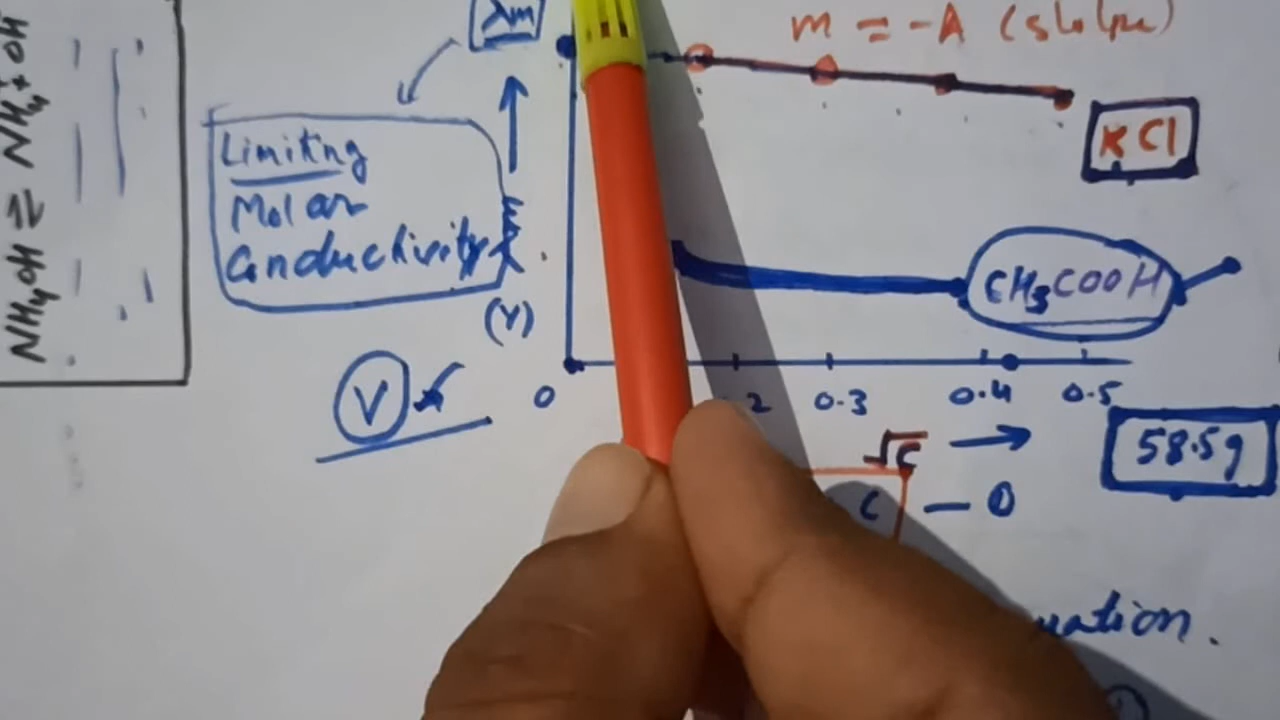 NH4OH ⇌ NH4+ + OH-
λm
m = -A (slope)
KCl
Limiting
Molar
Conductivity
(Y)
CH3COOH
V
0
2 0.3 0.4 0.5
√C →
58.5g
C — 0
uation.